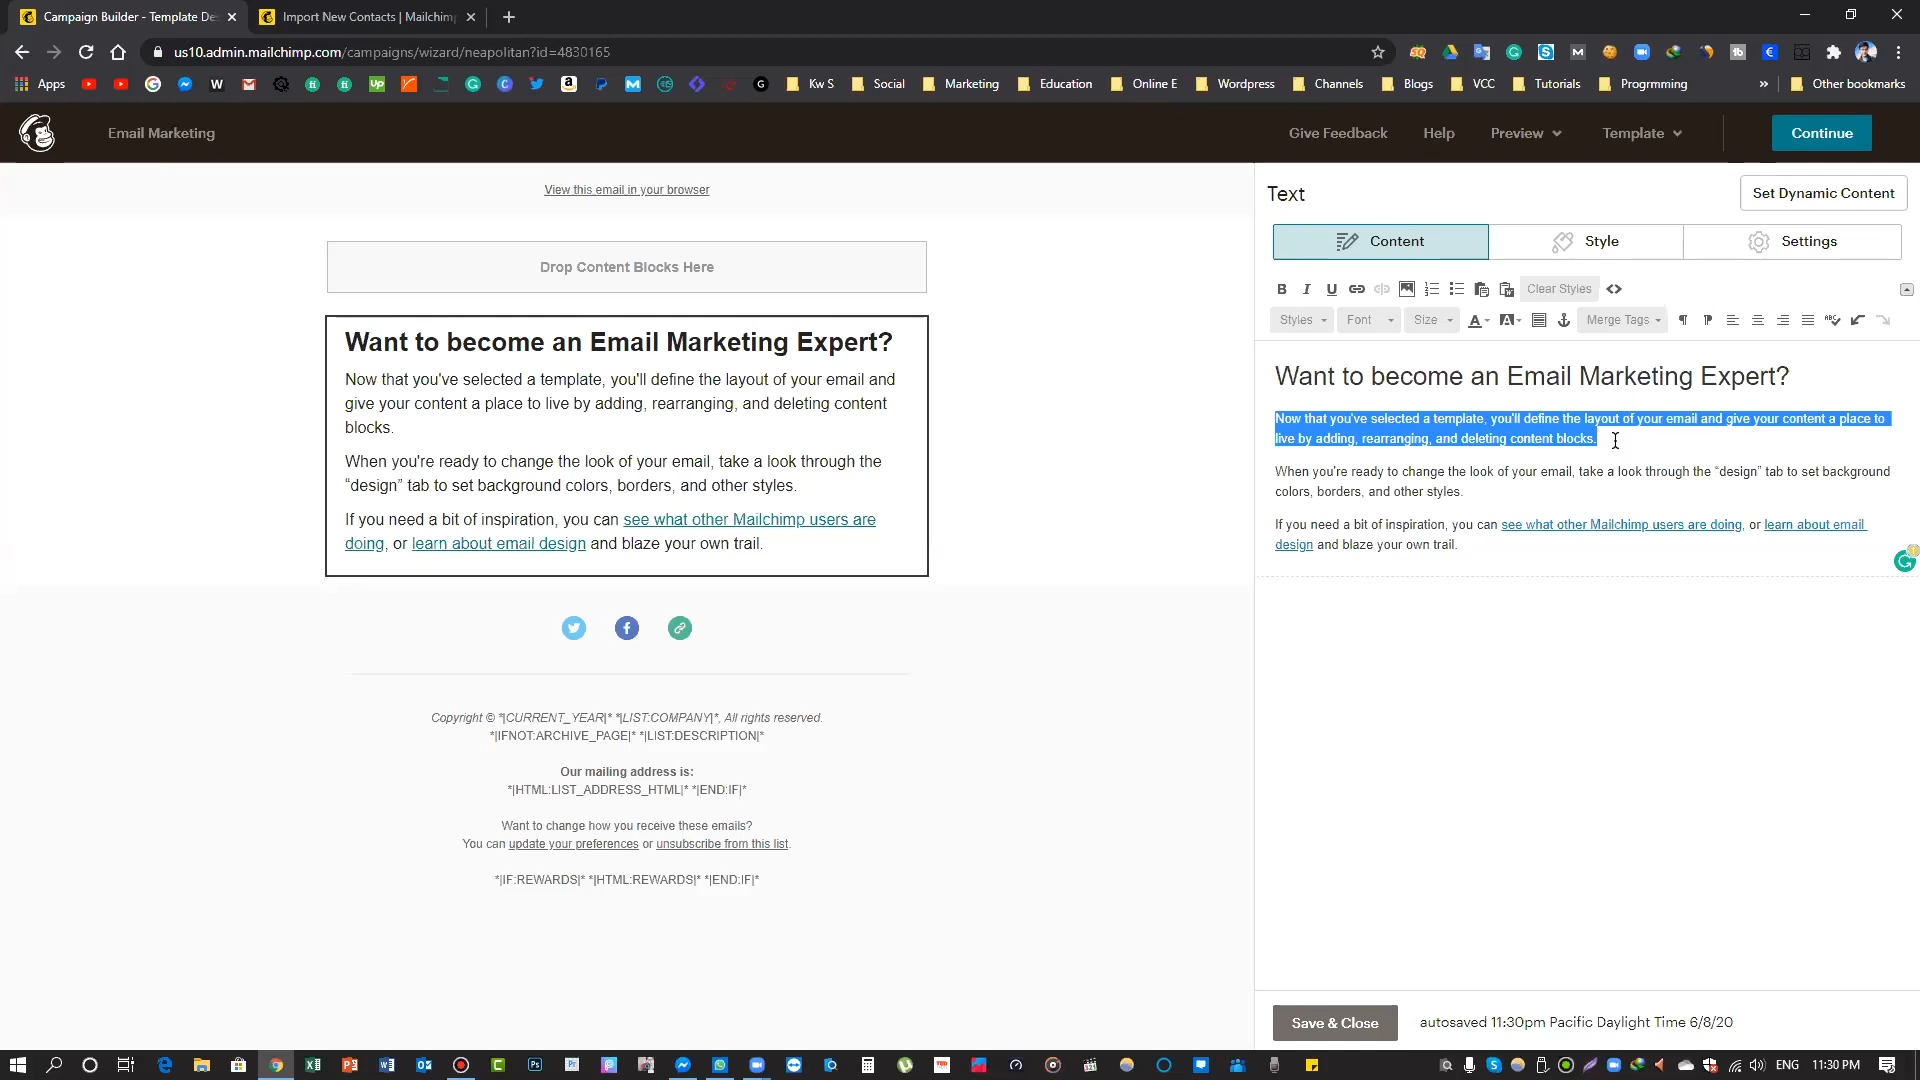 Campaign Builder - Template De
Import New Contacts | Mailchimp
us10.admin.mailchimp.com/campaigns/wizard/neapolitan?id=4830165
Apps
Kw S
Social
Marketing
Education
Online E
Wordpress
Channels
Blogs
VCC
Tutorials
Progrmming
»
Other bookmarks
Email Marketing
Give Feedback
Help
Preview
Template
Continue
View this email in your browser
Drop Content Blocks Here
Want to become an Email Marketing Expert?
Now that you've selected a template, you'll define the layout of your email and
give your content a place to live by adding, rearranging, and deleting content
blocks.
When you're ready to change the look of your email, take a look through the
“design” tab to set background colors, borders, and other styles.
If you need a bit of inspiration, you can see what other Mailchimp users are
doing, or learn about email design and blaze your own trail.
Copyright © *|CURRENT_YEAR|* *|LIST:COMPANY|*, All rights reserved.
*|IFNOT:ARCHIVE_PAGE|* *|LIST:DESCRIPTION|*
Our mailing address is:
*|HTML:LIST_ADDRESS_HTML|* *|END:IF|*
Want to change how you receive these emails?
You can update your preferences or unsubscribe from this list.
*|IF:REWARDS|* *|HTML:REWARDS|* *|END:IF|*
Text
Set Dynamic Content
Content
Style
Settings
B I U
Clear Styles
Styles
Font
Size
Merge Tags
Want to become an Email Marketing Expert?
Now that you've selected a template, you'll define the layout of your email and give your content a place to
live by adding, rearranging, and deleting content blocks.
When you're ready to change the look of your email, take a look through the “design” tab to set background
colors, borders, and other styles.
If you need a bit of inspiration, you can see what other Mailchimp users are doing, or learn about email
design and blaze your own trail.
Save & Close
autosaved 11:30pm Pacific Daylight Time 6/8/20
ENG
11:30 PM